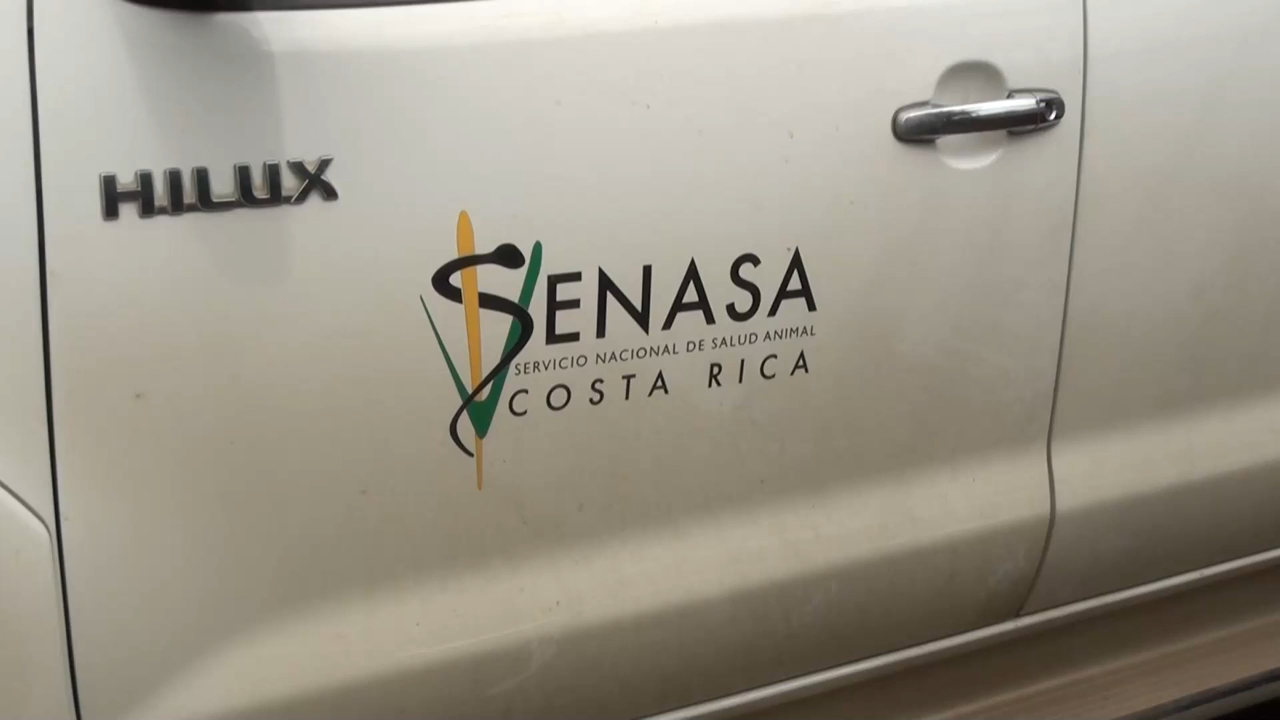 HILUX
SENASA
SERVICIO NACIONAL DE SALUD ANIMAL
COSTA RICA